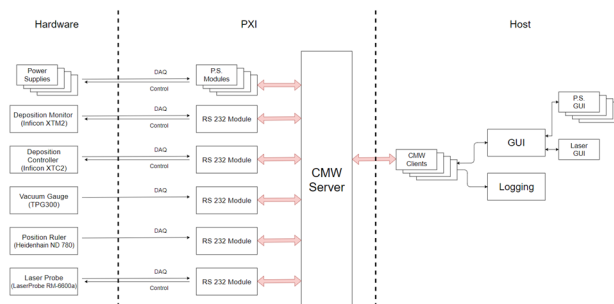 Hardware
PXI
Host
Power
Supplies
DAQ
Control
P.S.
Modules
Deposition Monitor
(Inficon XTM2)
DAQ
Control
RS 232 Module
Deposition
Controller
(Inficon XTC2)
DAQ
Control
RS 232 Module
Vacuum Gauge
(TPG300)
DAQ
RS 232 Module
Position Ruler
(Heidenhain ND 780)
DAQ
RS 232 Module
Laser Probe
(LaserProbe RM-6600a)
DAQ
Control
RS 232 Module
CMW
Server
CMW
Clients
GUI
Logging
P.S.
GUI
Laser
GUI